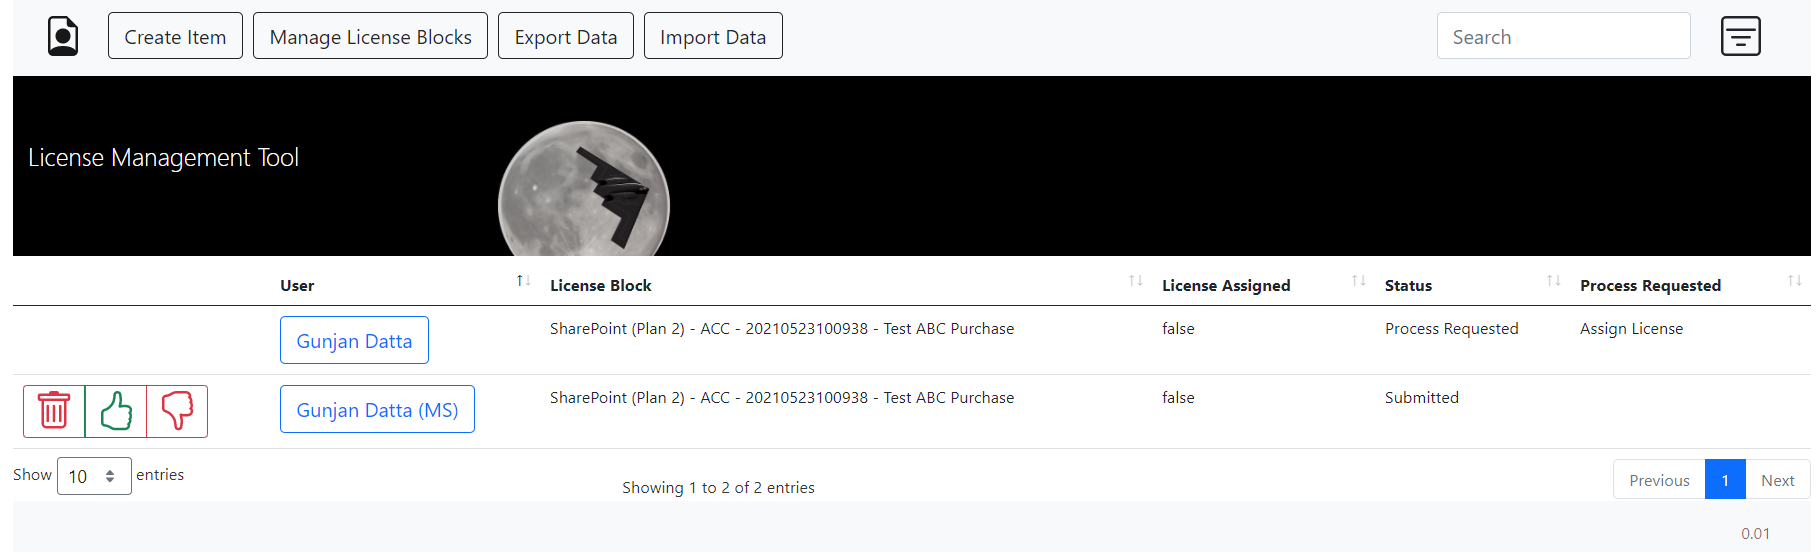 Create Item Manage License Blocks Export Data Import Data Search
License Management Tool
User License Block License Assigned Status Process Requested
Gunjan Datta SharePoint (Plan 2) - ACC - 20210523100938 - Test ABC Purchase false Process Requested Assign License
Gunjan Datta (MS) SharePoint (Plan 2) - ACC - 20210523100938 - Test ABC Purchase false Submitted
Show 10 entries Showing 1 to 2 of 2 entries Previous 1 Next
0.01